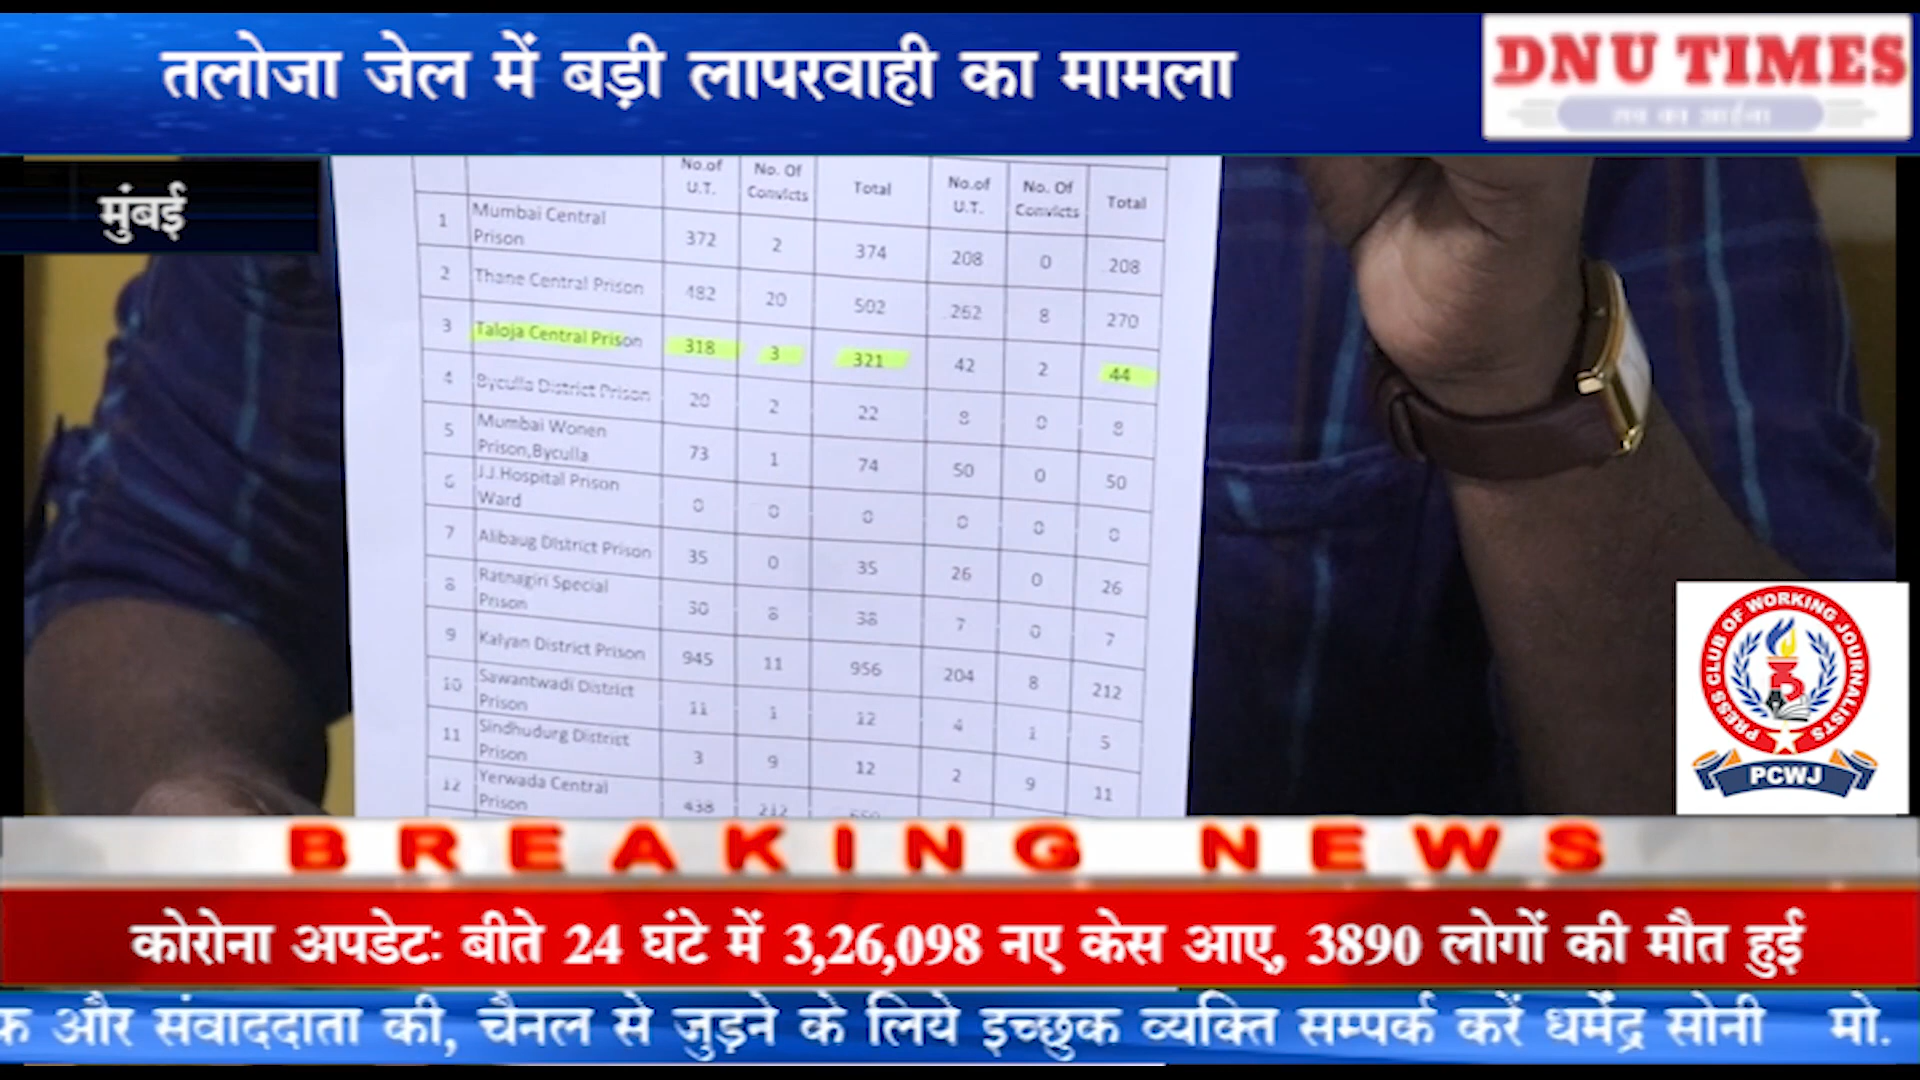 तलोजा जेल में बड़ी लापरवाही का मामला
DNU TIMES
सच का आईना
मुंबई
No.of U.T. No. Of Convicts Total No.of U.T. No. Of Convicts Total
1 Mumbai Central Prison 372 2 374 208 0 208
2 Thane Central Prison 482 20 502 262 8 270
3 Taloja Central Prison 318 3 321 42 2 44
4 Byculla District Prison 20 2 22 8 0 8
5 Mumbai Wonen Prison,Byculla 73 1 74 50 0 50
6 J.J.Hospital Prison Ward 0 0 0 0 0 0
7 Alibaug District Prison 35 0 35 26 0 26
8 Ratnagiri Special Prison 30 8 38 7 0 7
9 Kalyan District Prison 945 11 956 204 8 212
10 Sawantwadi District Prison 11 1 12 4 1 5
11 Sindhudurg District Prison 3 9 12 2 9 11
12 Yerwada Central Prison 438 212
PRESS CLUB OF WORKING JOURNALISTS
PCWJ
BREAKING NEWS
कोरोना अपडेट: बीते 24 घंटे में 3,26,098 नए केस आए, 3890 लोगों की मौत हुई
क और संवाददाता की, चैनल से जुड़ने के लिये इच्छुक व्यक्ति सम्पर्क करें धर्मेंद्र सोनी मो.